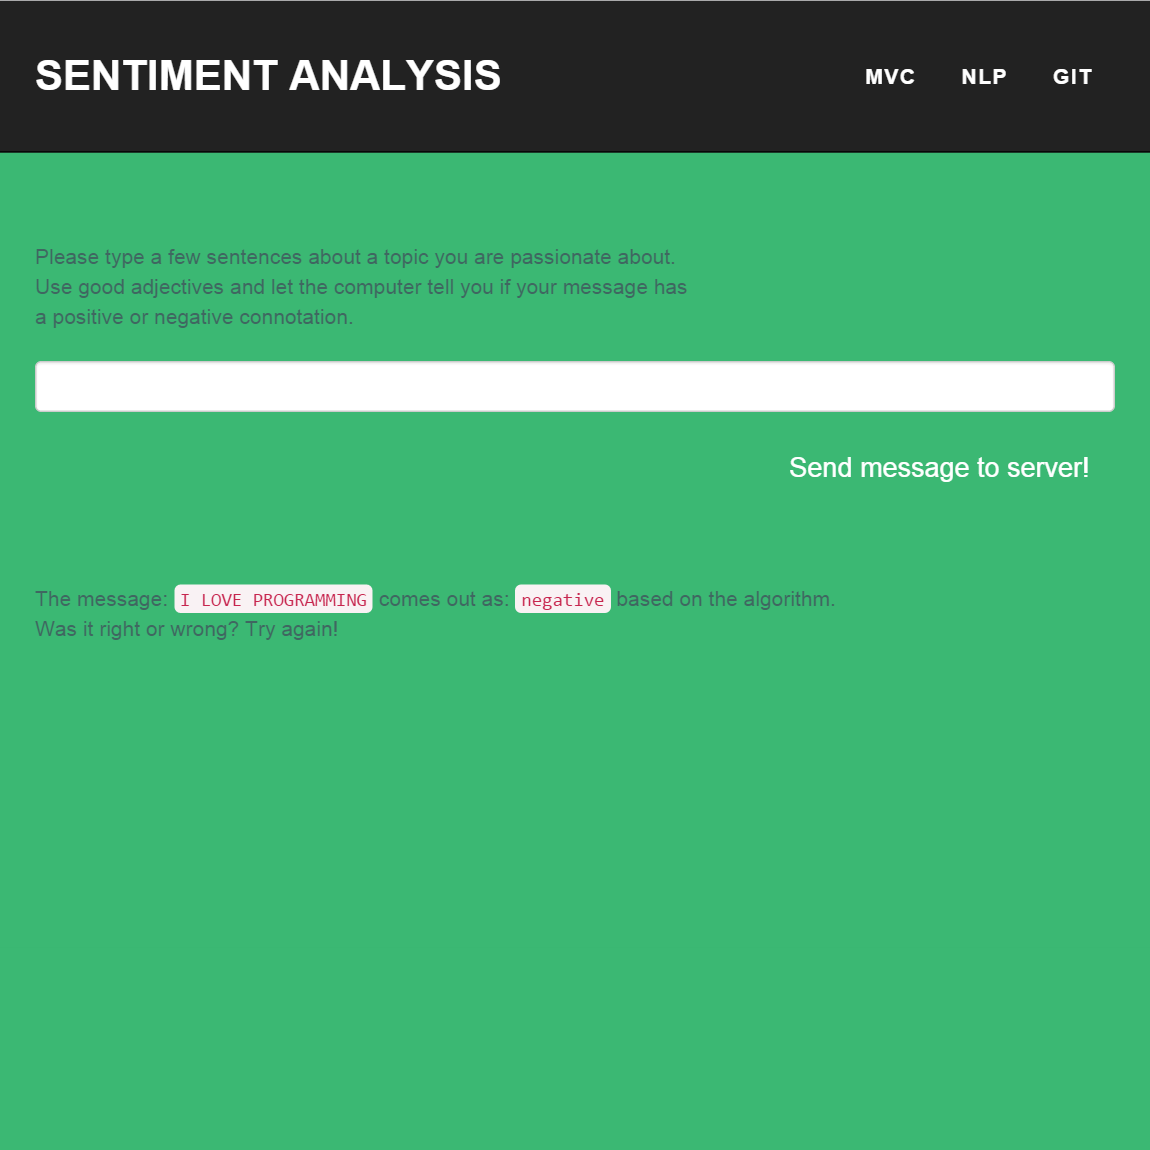 SENTIMENT ANALYSIS
MVC NLP GIT
Please type a few sentences about a topic you are passionate about.
Use good adjectives and let the computer tell you if your message has
a positive or negative connotation.
Send message to server!
The message: I LOVE PROGRAMMING comes out as: negative based on the algorithm.
Was it right or wrong? Try again!